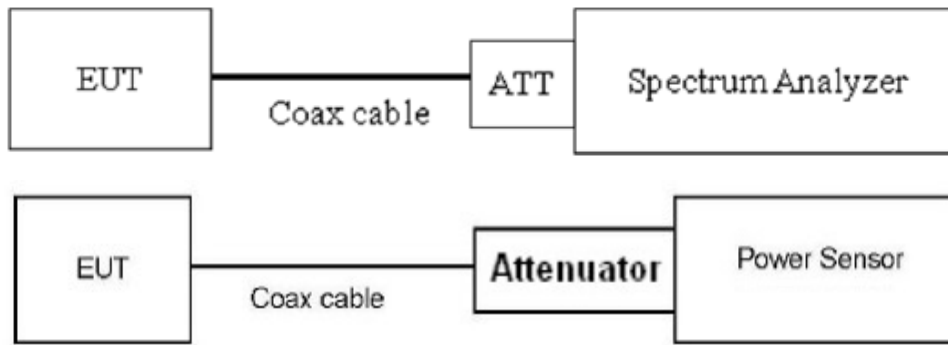 EUT
Coax cable
ATT
Spectrum Analyzer
EUT
Coax cable
Attenuator
Power Sensor